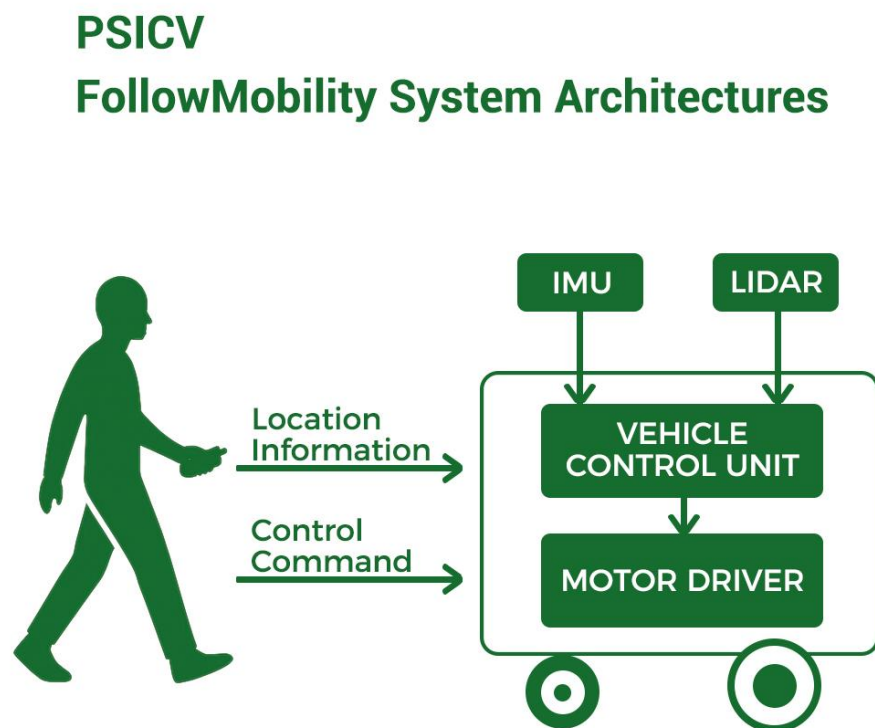 PSICV
FollowMobility System Architectures
IMU
LIDAR
Location
Information
VEHICLE
CONTROL UNIT
Control
Command
MOTOR DRIVER